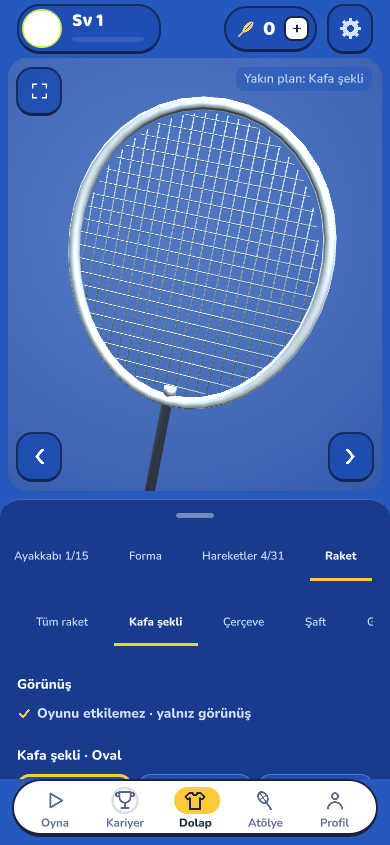 Sv 1
0
+
Yakın plan: Kafa şekli
Ayakkabı 1/15
Forma
Hareketler 4/31
Raket
Tüm raket
Kafa şekli
Çerçeve
Şaft
Görünüş
Oyunu etkilemez · yalnız görünüş
Kafa şekli · Oval
Oyna
Kariyer
Dolap
Atölye
Profil